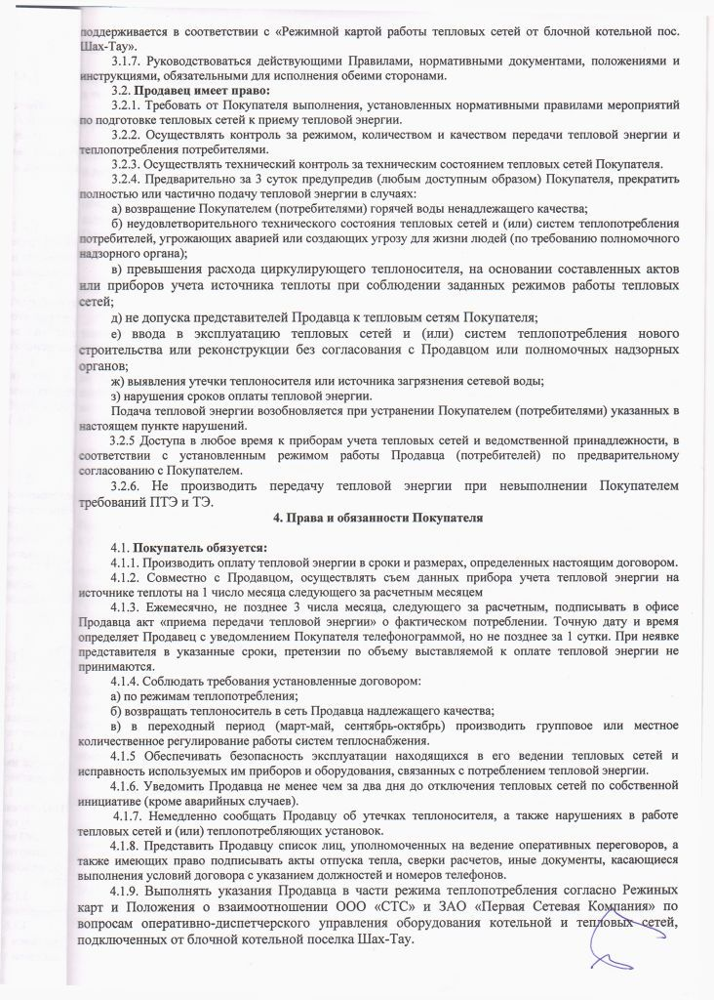 поддерживается в соответствии с «Режимной картой работы тепловых сетей от блочной котельной пос.
Шах-Тау».
3.1.7. Руководствоваться действующими Правилами, нормативными документами, положениями и
инструкциями, обязательными для исполнения обеими сторонами.
3.2. Продавец имеет право:
3.2.1. Требовать от Покупателя выполнения, установленных нормативными правилами мероприятий
по подготовке тепловых сетей к приему тепловой энергии.
3.2.2. Осуществлять контроль за режимом, количеством и качеством передачи тепловой энергии и
теплопотребления потребителями.
3.2.3. Осуществлять технический контроль за техническим состоянием тепловых сетей Покупателя.
3.2.4. Предварительно за 3 суток предупредив (любым доступным образом) Покупателя, прекратить
полностью или частично подачу тепловой энергии в случаях:
а) возвращение Покупателем (потребителями) горячей воды ненадлежащего качества;
б) неудовлетворительного технического состояния тепловых сетей и (или) систем теплопотребления
потребителей, угрожающих аварией или создающих угрозу для жизни людей (по требованию полномочного
надзорного органа);
в) превышения расхода циркулирующего теплоносителя, на основании составленных актов
или приборов учета источника теплоты при соблюдении заданных режимов работы тепловых
сетей;
д) не допуска представителей Продавца к тепловым сетям Покупателя;
е) ввода в эксплуатацию тепловых сетей и (или) систем теплопотребления нового
строительства или реконструкции без согласования с Продавцом или полномочных надзорных
органов;
ж) выявления утечки теплоносителя или источника загрязнения сетевой воды;
з) нарушения сроков оплаты тепловой энергии.
Подача тепловой энергии возобновляется при устранении Покупателем (потребителями) указанных в
настоящем пункте нарушений.
3.2.5 Доступа в любое время к приборам учета тепловых сетей и ведомственной принадлежности, в
соответствии с установленным режимом работы Продавца (потребителей) по предварительному
согласованию с Покупателем.
3.2.6. Не производить передачу тепловой энергии при невыполнении Покупателем
требований ПТЭ и ТЭ.
4. Права и обязанности Покупателя
4.1. Покупатель обязуется:
4.1.1. Производить оплату тепловой энергии в сроки и размерах, определенных настоящим договором.
4.1.2. Совместно с Продавцом, осуществлять съем данных прибора учета тепловой энергии на
источнике теплоты на 1 число месяца следующего за расчетным месяцем
4.1.3. Ежемесячно, не позднее 3 числа месяца, следующего за расчетным, подписывать в офисе
Продавца акт «приема передачи тепловой энергии» о фактическом потреблении. Точную дату и время
определяет Продавец с уведомлением Покупателя телефонограммой, но не позднее за 1 сутки. При неявке
представителя в указанные сроки, претензии по объему выставляемой к оплате тепловой энергии не
принимаются.
4.1.4. Соблюдать требования установленные договором:
а) по режимам теплопотребления;
б) возвращать теплоноситель в сеть Продавца надлежащего качества;
в) в переходный период (март-май, сентябрь-октябрь) производить групповое или местное
количественное регулирование работы систем теплоснабжения.
4.1.5 Обеспечивать безопасность эксплуатации находящихся в его ведении тепловых сетей и
исправность используемых им приборов и оборудования, связанных с потреблением тепловой энергии.
4.1.6. Уведомить Продавца не менее чем за два дня до отключения тепловых сетей по собственной
инициативе (кроме аварийных случаев).
4.1.7. Немедленно сообщать Продавцу об утечках теплоносителя, а также нарушениях в работе
тепловых сетей и (или) теплопотребляющих установок.
4.1.8. Представить Продавцу список лиц, уполномоченных на ведение оперативных переговоров, а
также имеющих право подписывать акты отпуска тепла, сверки расчетов, иные документы, касающиеся
выполнения условий договора с указанием должностей и номеров телефонов.
4.1.9. Выполнять указания Продавца в части режима теплопотребления согласно Режиных
карт и Положения о взаимоотношении ООО «СТС» и ЗАО «Первая Сетевая Компания» по
вопросам оперативно-диспетчерского управления оборудования котельной и тепловых сетей,
подключенных от блочной котельной поселка Шах-Тау.